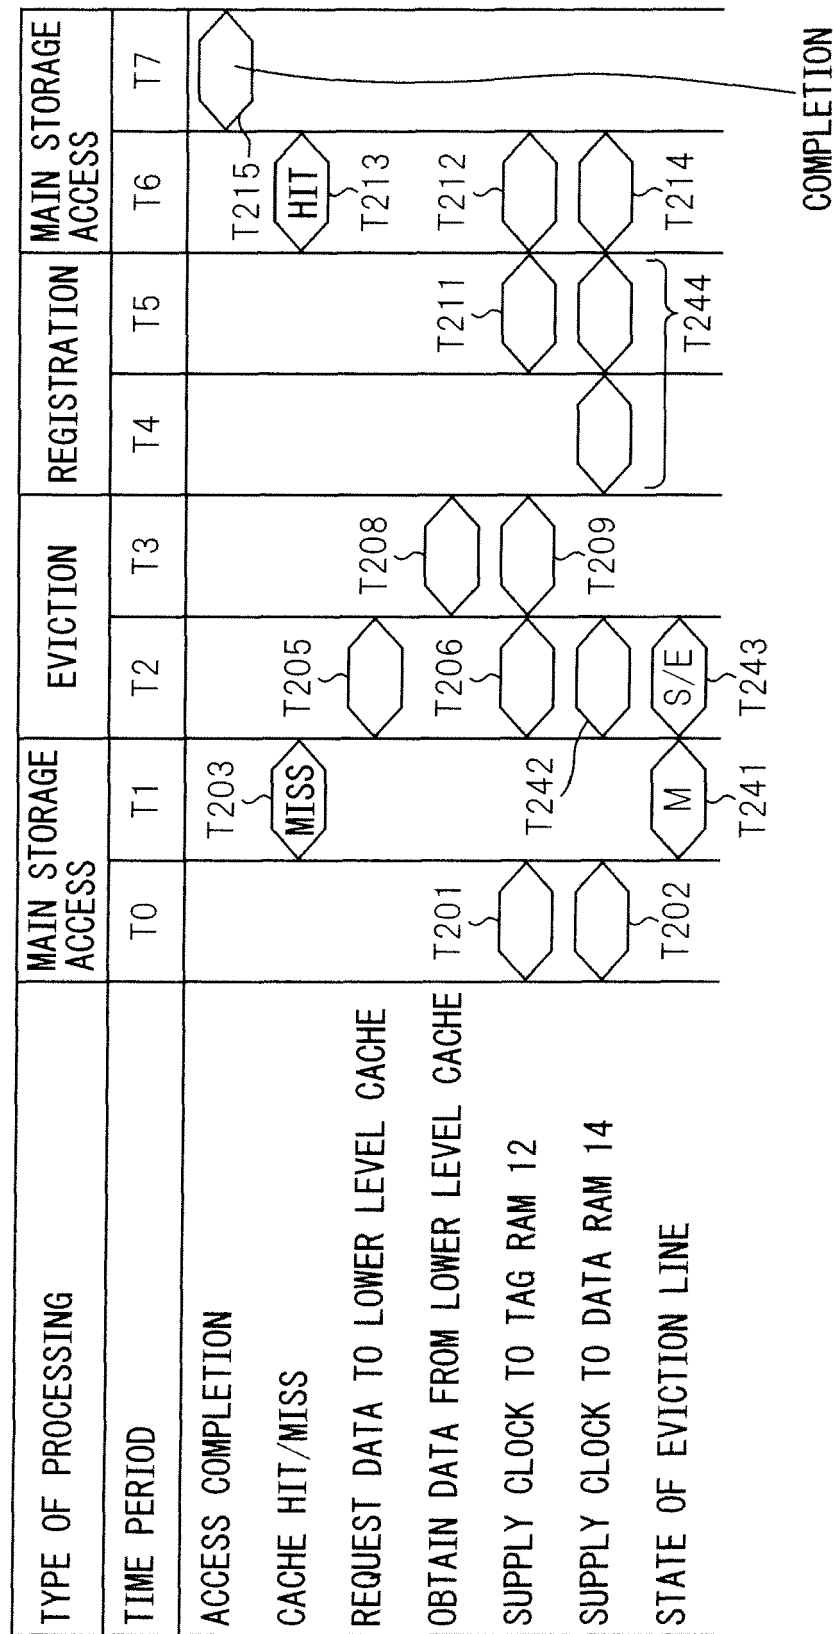 TYPE OF PROCESSING
MAIN STORAGE
ACCESS
EVICTION
REGISTRATION
MAIN STORAGE
ACCESS
TIME PERIOD
T0
T1
T2
T3
T4
T5
T6
T7
ACCESS COMPLETION
T215
CACHE HIT/MISS
T203
MISS
HIT
T213
REQUEST DATA TO LOWER LEVEL CACHE
T205
OBTAIN DATA FROM LOWER LEVEL CACHE
T208
SUPPLY CLOCK TO TAG RAM 12
T201
T206
T209
T211
T212
SUPPLY CLOCK TO DATA RAM 14
T202
T242
T244
T214
STATE OF EVICTION LINE
M
T241
S/E
T243
COMPLETION